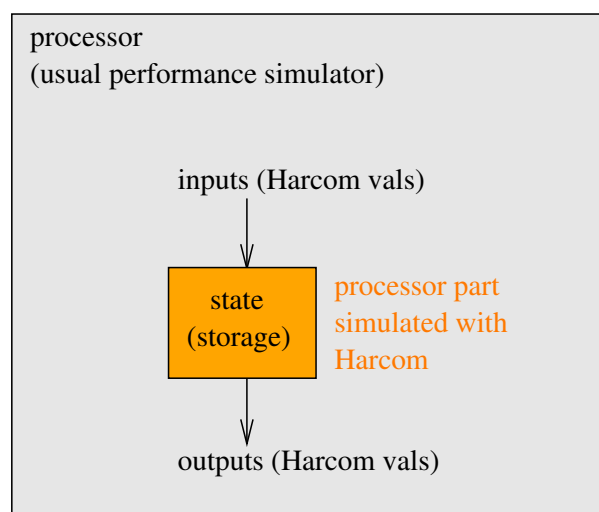 processor
(usual performance simulator)
inputs (Harcom vals)
state
(storage)
processor part
simulated with
Harcom
outputs (Harcom vals)